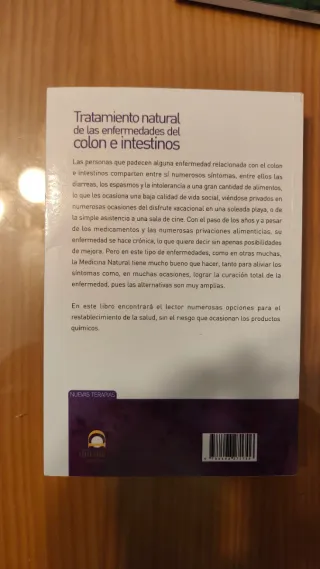 Tratamiento natural
de las enfermedades del
colon e intestinos
Las personas que padecen alguna enfermedad relacionada con el colon
e intestinos comparten entre sí numerosos síntomas, entre ellos las
diarreas, los espasmos y la intolerancia a una gran cantidad de alimentos,
lo que les ocasiona una baja calidad de vida social, viéndose privados en
numerosas ocasiones del disfrute vacacional en una soleada playa, o de
la simple asistencia a una sala de cine. Con el paso de los años y a pesar
de los medicamentos y las numerosas privaciones alimenticias, su
enfermedad se hace crónica, lo que quiere decir sin apenas posibilidades
de mejora. Pero en este tipo de enfermedades, como en otras muchas,
la Medicina Natural tiene mucho bueno que hacer, tanto para aliviar los
síntomas como, en muchas ocasiones, lograr la curación total de la
enfermedad, pues las alternativas son muy amplias.
En este libro encontrará el lector numerosas opciones para el
restablecimiento de la salud, sin el riesgo que ocasionan los productos
químicos.
NUEVAS TERAPIAS